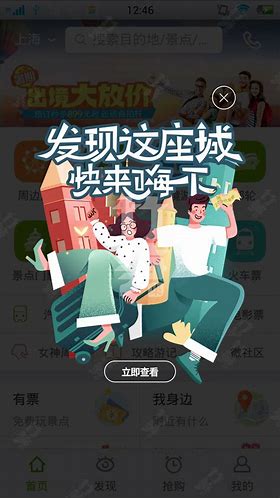 12:46
上海
搜索目的地/景点/
出境大放价
发现这座城
快来嗨下
周边
景点门
火车票
女神
攻略游记
微社区
立即查看
有票
免费玩景点
我身边
附近有什么
首页
发现
抢购
我的